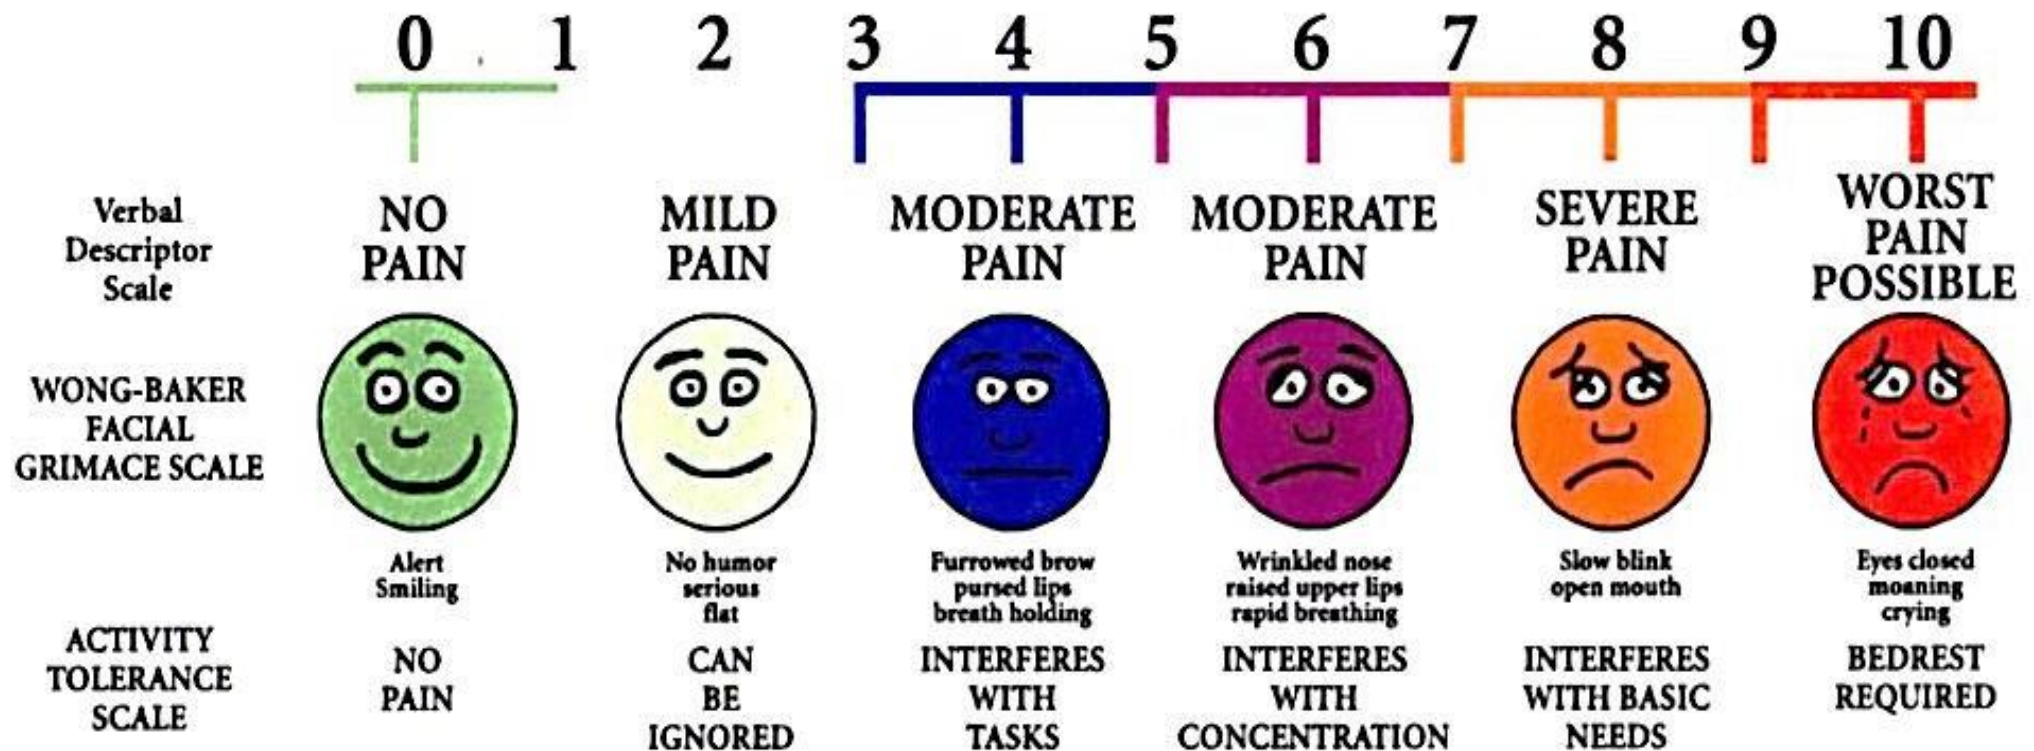 0 1 2 3 4 5 6 7 8 9 10
Verbal
Descriptor
Scale
NO
PAIN
MILD
PAIN
MODERATE
PAIN
MODERATE
PAIN
SEVERE
PAIN
WORST
PAIN
POSSIBLE
WONG-BAKER
FACIAL
GRIMACE SCALE
Alert
Smiling
No humor
serious
flat
Furrowed brow
pursed lips
breath holding
Wrinkled nose
raised upper lips
rapid breathing
Slow blink
open mouth
Eyes closed
moaning
crying
ACTIVITY
TOLERANCE
SCALE
NO
PAIN
CAN
BE
IGNORED
INTERFERES
WITH
TASKS
INTERFERES
WITH
CONCENTRATION
INTERFERES
WITH BASIC
NEEDS
BEDREST
REQUIRED